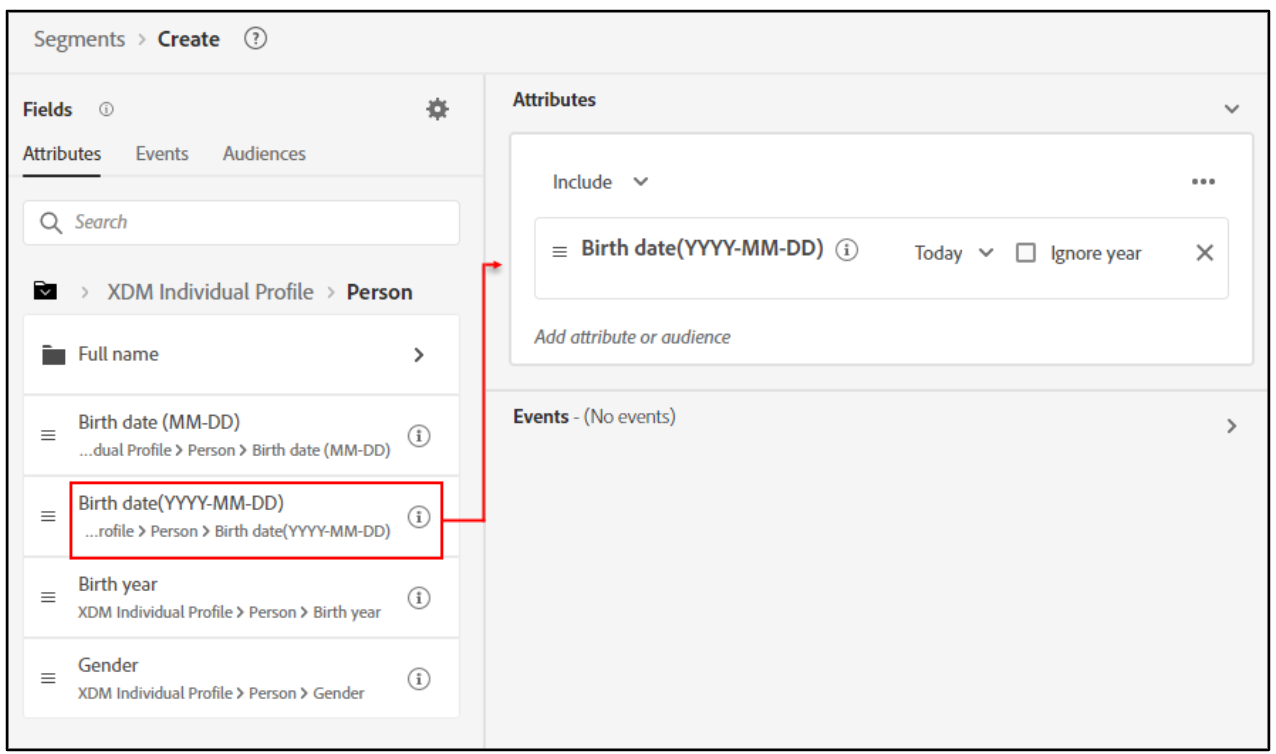 Segments > Create ?
Fields i
Attributes Events Audiences
Search
> XDM Individual Profile > Person
Full name >
Birth date (MM-DD)
...dual Profile > Person > Birth date (MM-DD)
i
Birth date(YYYY-MM-DD)
...rofile > Person > Birth date(YYYY-MM-DD)
i
Birth year
XDM Individual Profile > Person > Birth year
i
Gender
XDM Individual Profile > Person > Gender
i
Attributes
Include
Birth date(YYYY-MM-DD) i Today Ignore year
Add attribute or audience
Events - (No events)